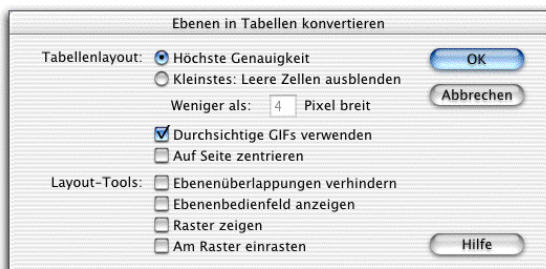 Ebenen in Tabellen konvertieren
Tabellenlayout: Höchste Genauigkeit
OK
Kleinstes: Leere Zellen ausblenden
Abbrechen
Weniger als: 4 Pixel breit
Durchsichtige GIFs verwenden
Auf Seite zentrieren
Layout-Tools: Ebenenüberlappungen verhindern
Ebenenbedienfeld anzeigen
Raster zeigen
Am Raster einrasten
Hilfe